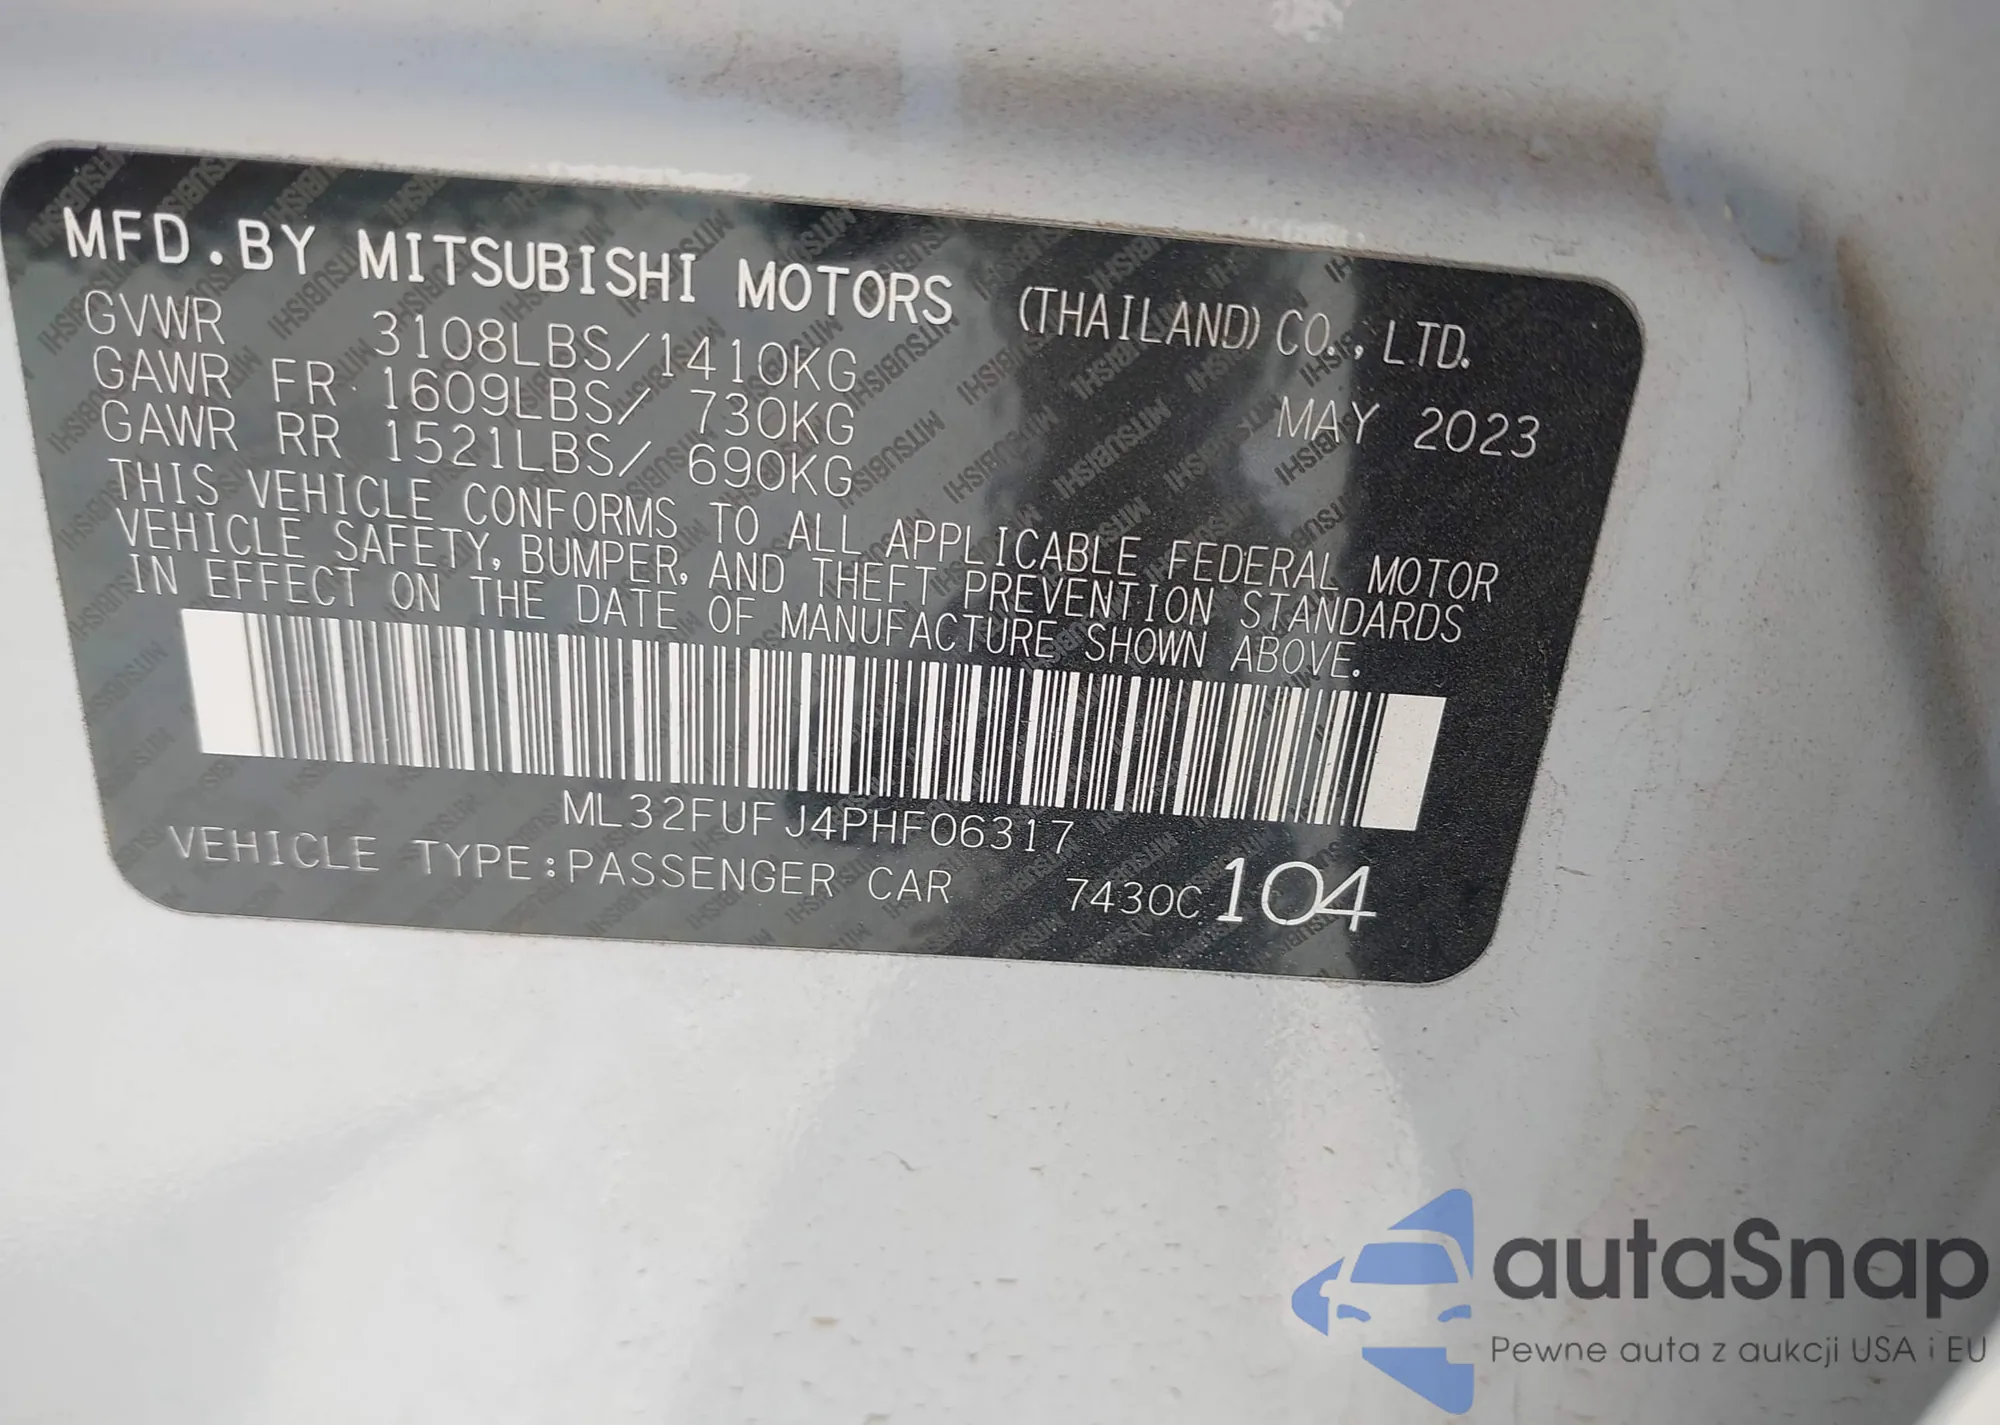 MFD.BY MITSUBISHI MOTORS (THAILAND) CO., LTD.
GVWR 3108LBS/1410KG
GAWR FR 1609LBS/ 730KG MAY 2023
GAWR RR 1521LBS/ 690KG
THIS VEHICLE CONFORMS TO ALL APPLICABLE FEDERAL MOTOR
VEHICLE SAFETY, BUMPER, AND THEFT PREVENTION STANDARDS
IN EFFECT ON THE DATE OF MANUFACTURE SHOWN ABOVE.
ML32FUFJ4PHF06317
VEHICLE TYPE:PASSENGER CAR 7430C 104
autaSnap
Pewne auta z aukcji USA i EU